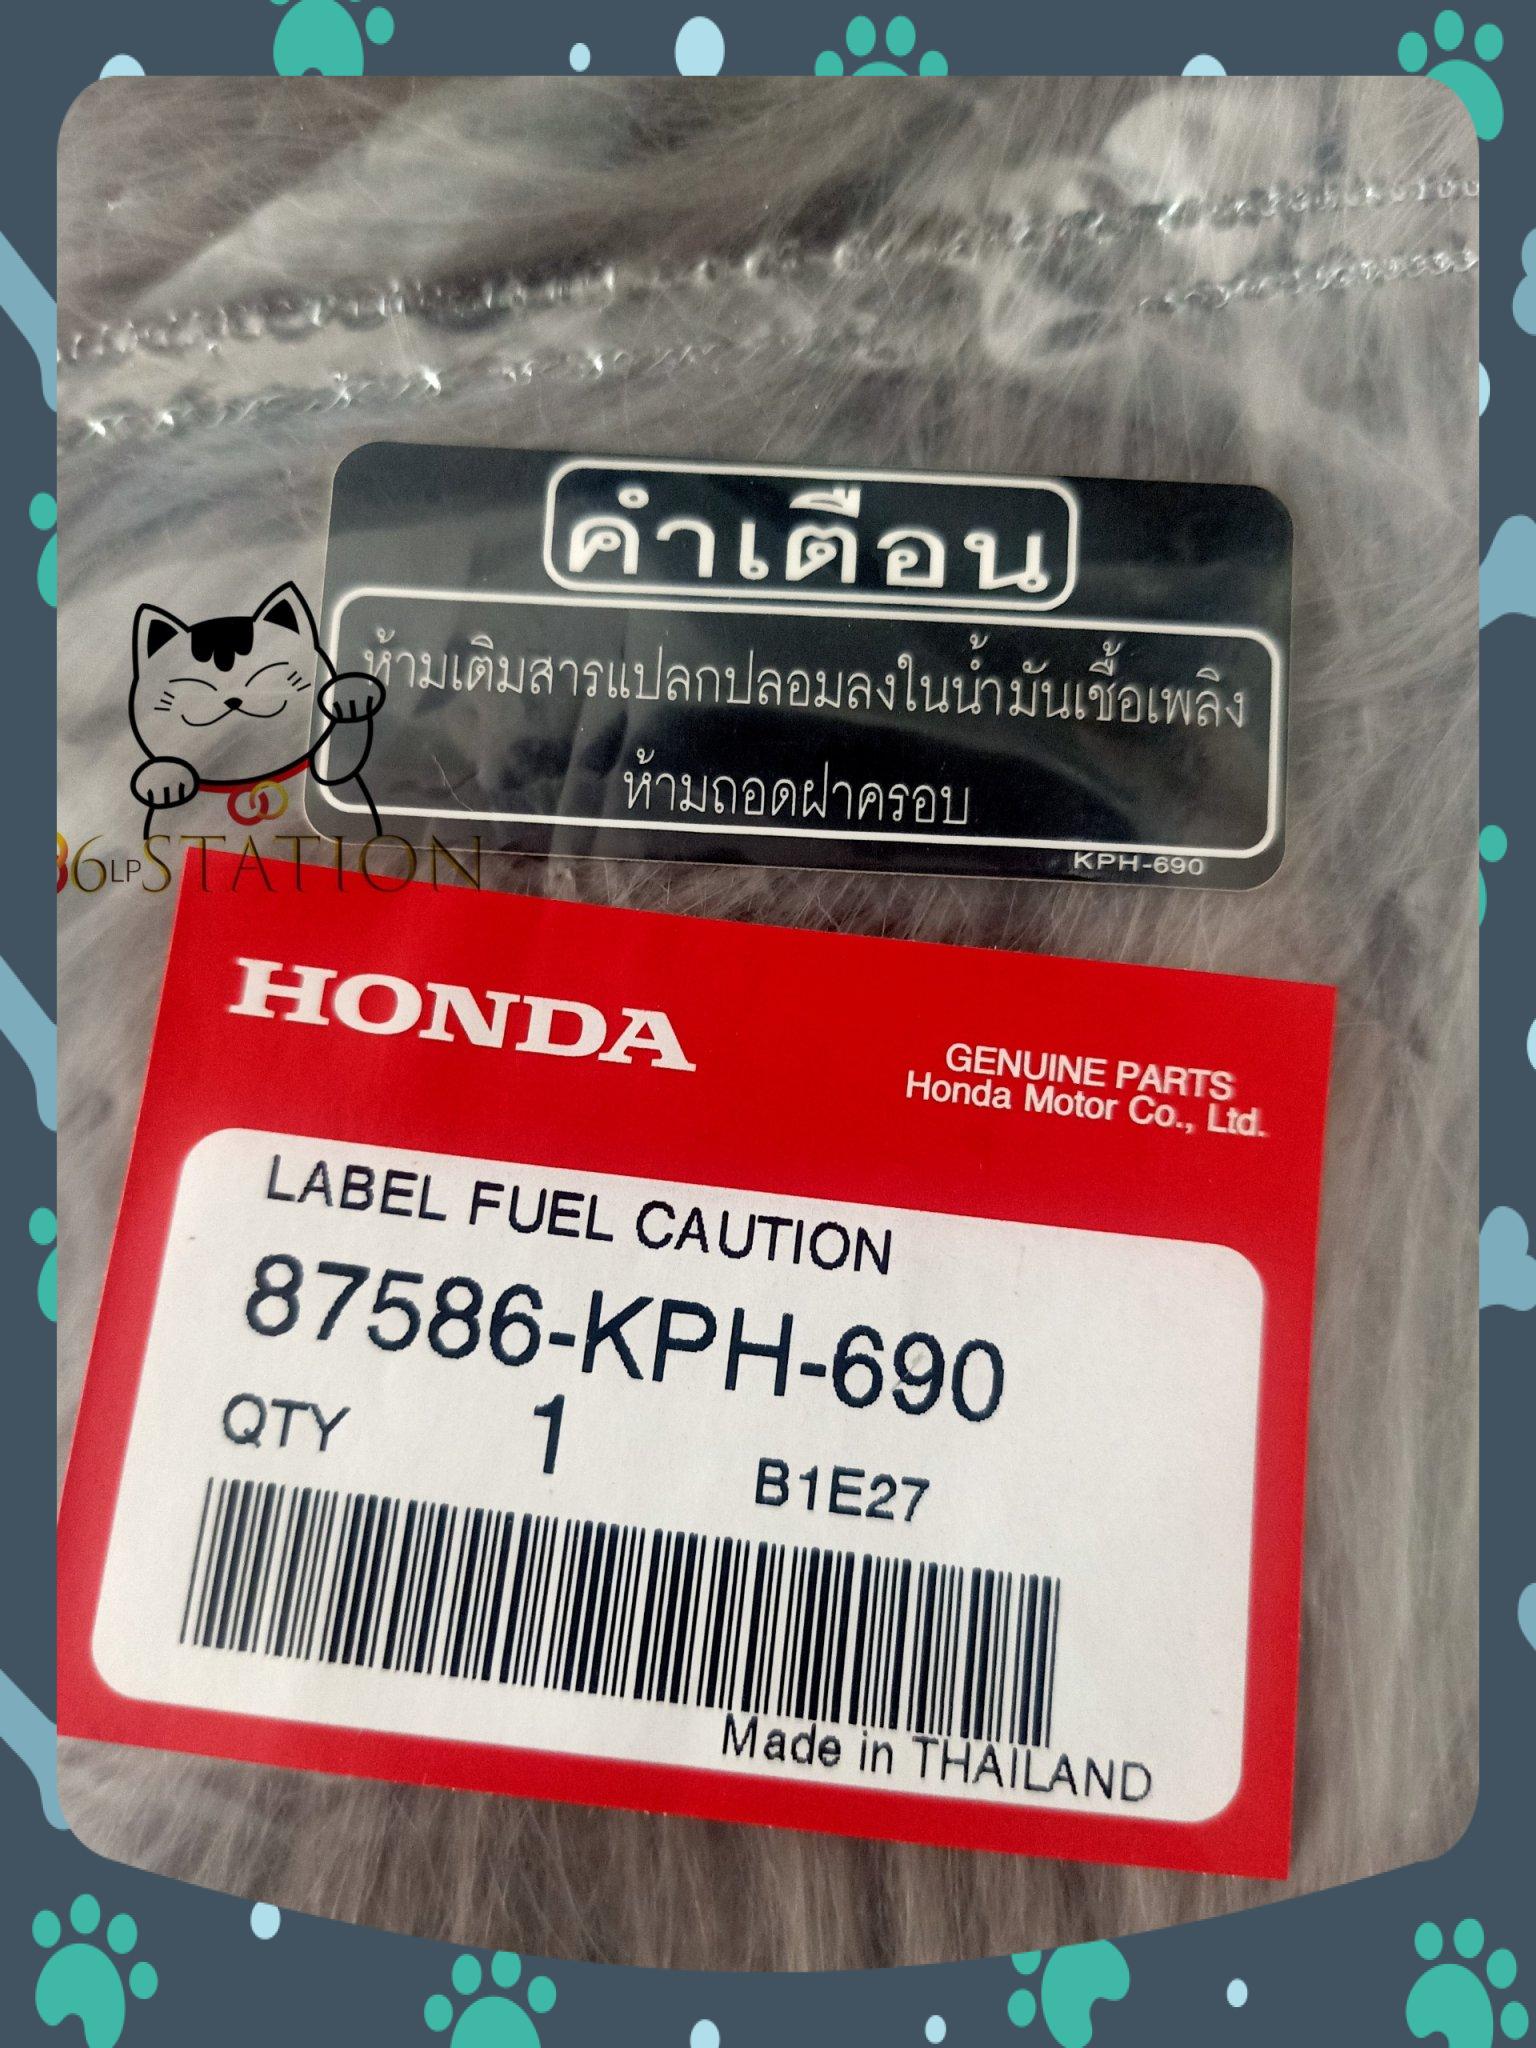 คำเตือน
ห้ามเติมสารแปลกปลอมลงในน้ำมันเชื้อเพลิง
ห้ามถอดฝาครอบ
KPH-690
86LPSTATION
HONDA
GENUINE PARTS
Honda Motor Co., Ltd.
LABEL FUEL CAUTION
87586-KPH-690
QTY 1 B1E27
Made in THAILAND